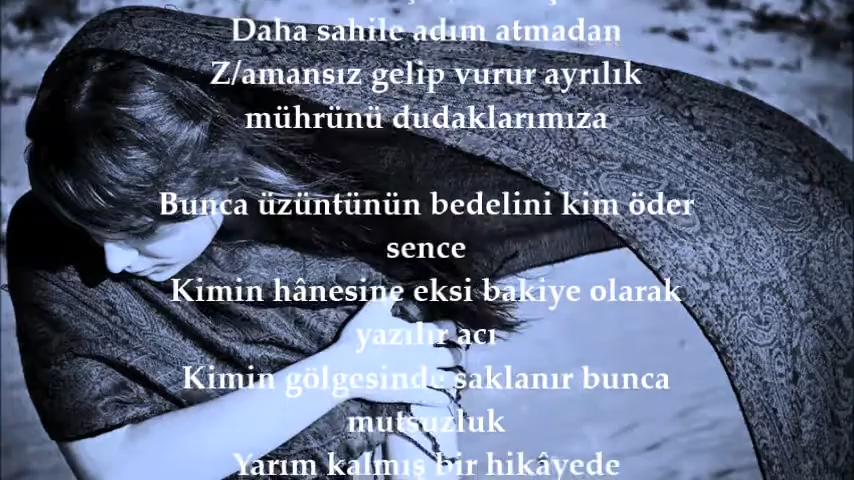 Daha sahile adım atmadan
Z/amansız gelip vurur ayrılık
mührünü dudaklarımıza
Bunca üzüntünün bedelini kim öder
sence
Kimin hânesine eksi bakiye olarak
yazılır acı
Kimin gölgesinde saklanır bunca
mutsuzluk
Yarım kalmış bir hikâyede